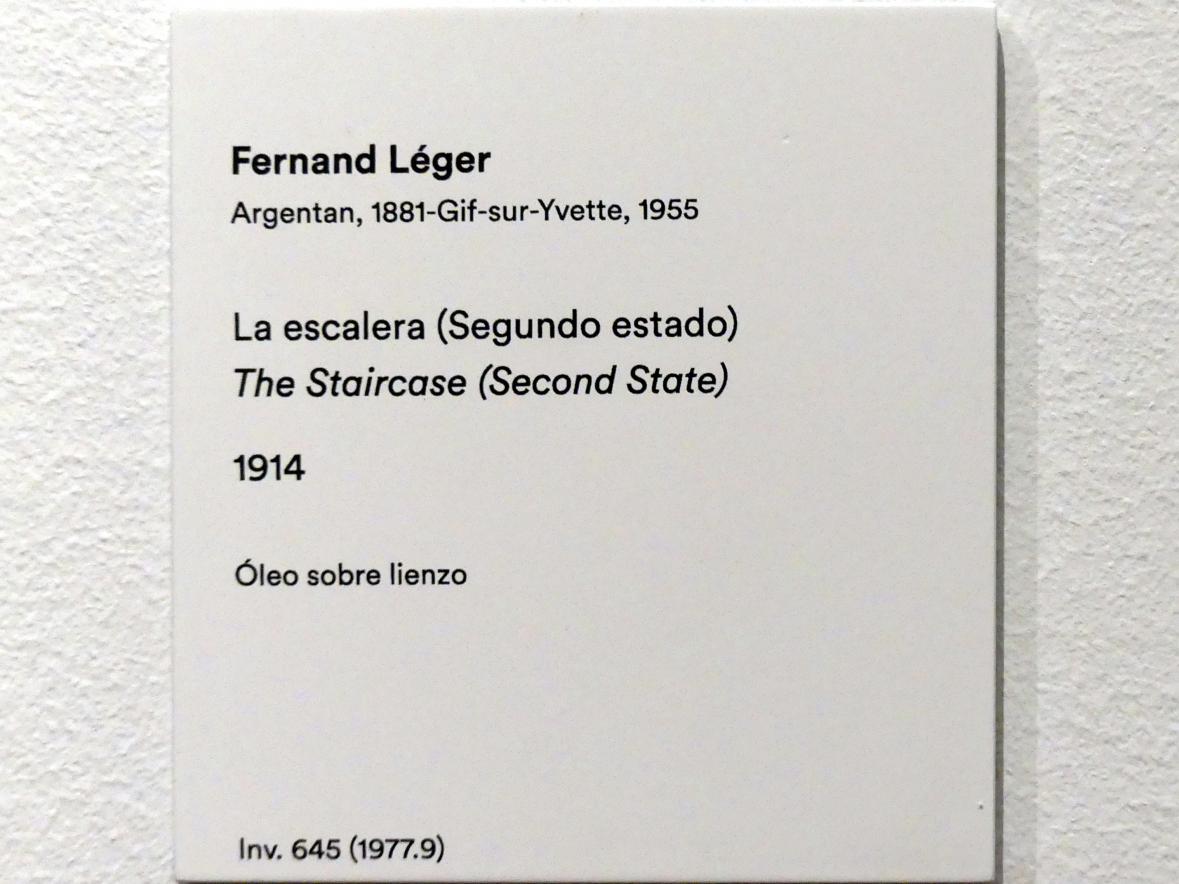 Fernand Léger
Argentan, 1881-Gif-sur-Yvette, 1955
La escalera (Segundo estado)
The Staircase (Second State)
1914
Óleo sobre lienzo
Inv. 645 (1977.9)